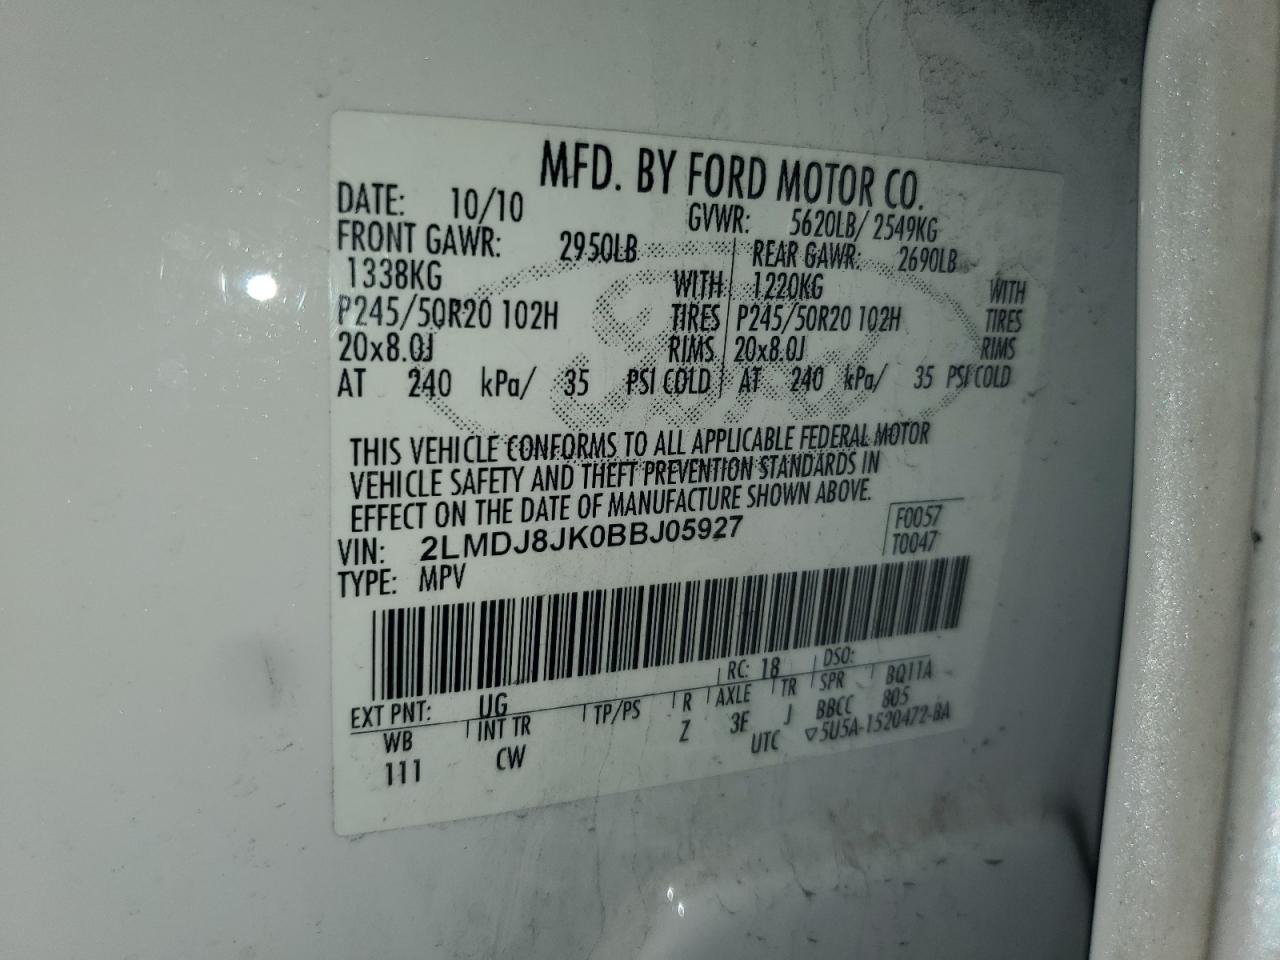 MFD. BY FORD MOTOR CO.
DATE: 10/10 GVWR: 5620LB/ 2549KG
FRONT GAWR: 2950LB REAR GAWR: 2690LB
1338KG WITH 1220KG WITH
P245/50R20 102H TIRES P245/50R20 102H TIRES
20x8.0J RIMS 20x8.0J RIMS
AT 240 kPa/ 35 PSI COLD AT 240 kPa/ 35 PSI COLD
THIS VEHICLE CONFORMS TO ALL APPLICABLE FEDERAL MOTOR
VEHICLE SAFETY AND THEFT PREVENTION STANDARDS IN
EFFECT ON THE DATE OF MANUFACTURE SHOWN ABOVE.
VIN: 2LMDJ8JK0BBJ05927 F0057
TYPE: MPV T0047
EXT PNT: UG RC: 18 DSO:
WB INT TR TP/PS R AXLE TR SPR BQ11A
111 CW Z 3E J BBCC 805
UTC ▽5U5A-1520472-BA